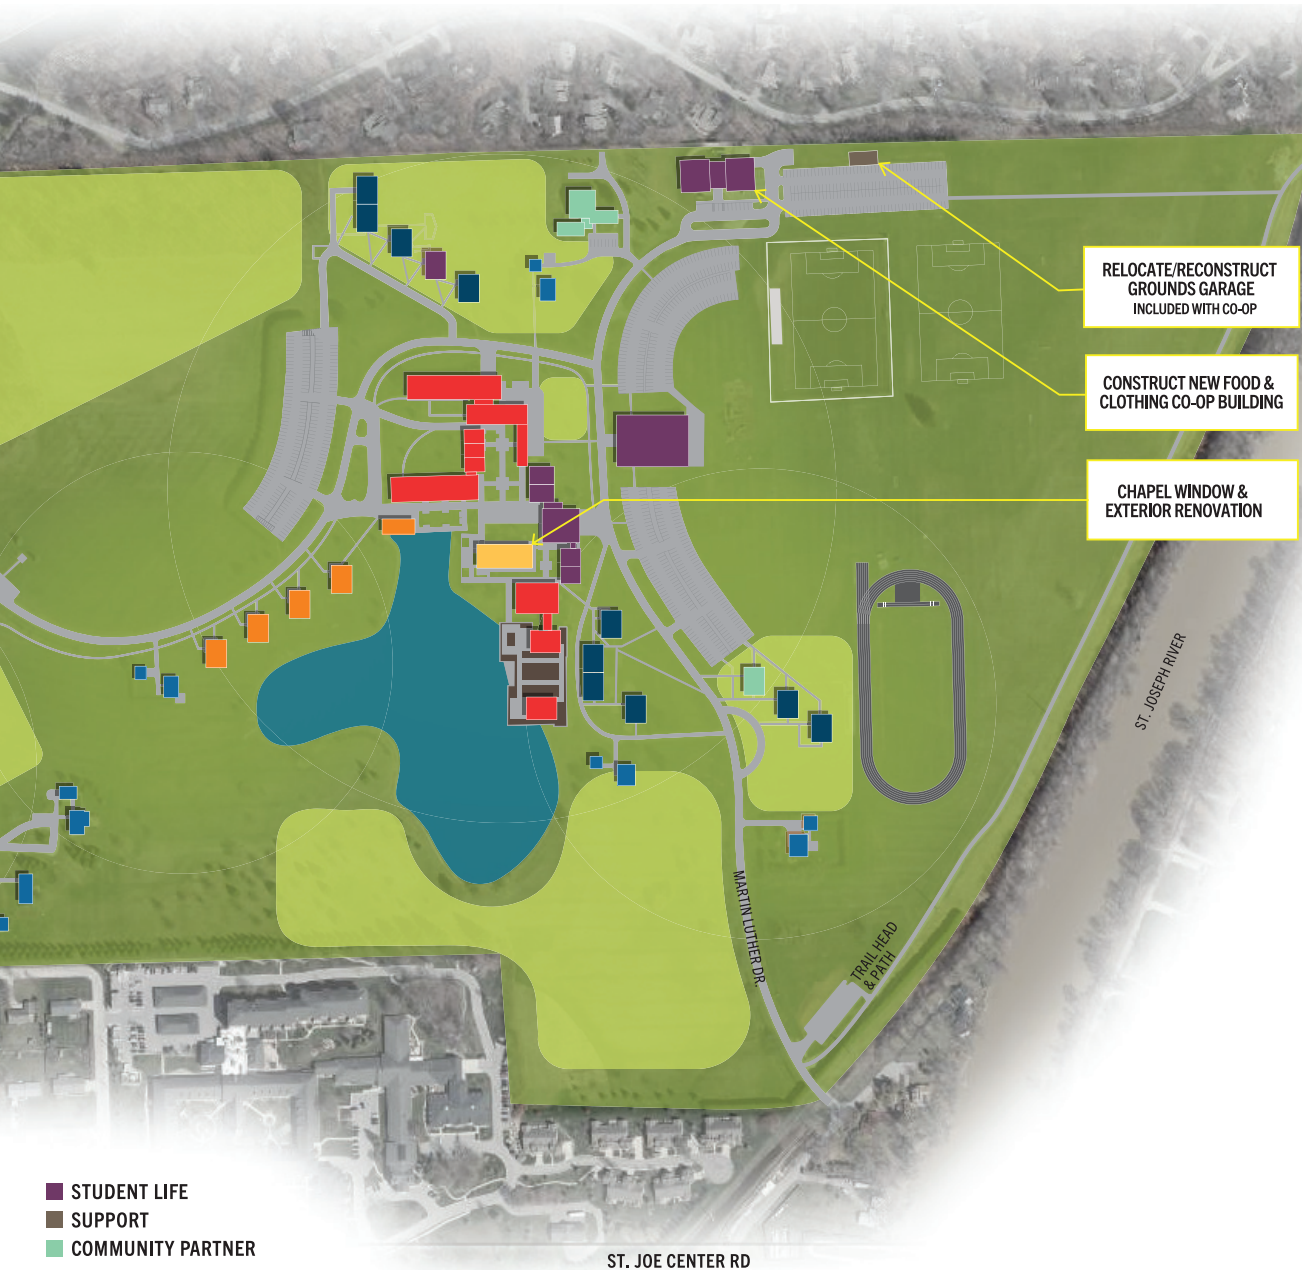 RELOCATE/RECONSTRUCT
GROUNDS GARAGE
INCLUDED WITH CO-OP
CONSTRUCT NEW FOOD &
CLOTHING CO-OP BUILDING
CHAPEL WINDOW &
EXTERIOR RENOVATION
ST. JOSEPH RIVER
MARTIN LUTHER DR.
TRAIL HEAD
& PATH
STUDENT LIFE
SUPPORT
COMMUNITY PARTNER
ST. JOE CENTER RD